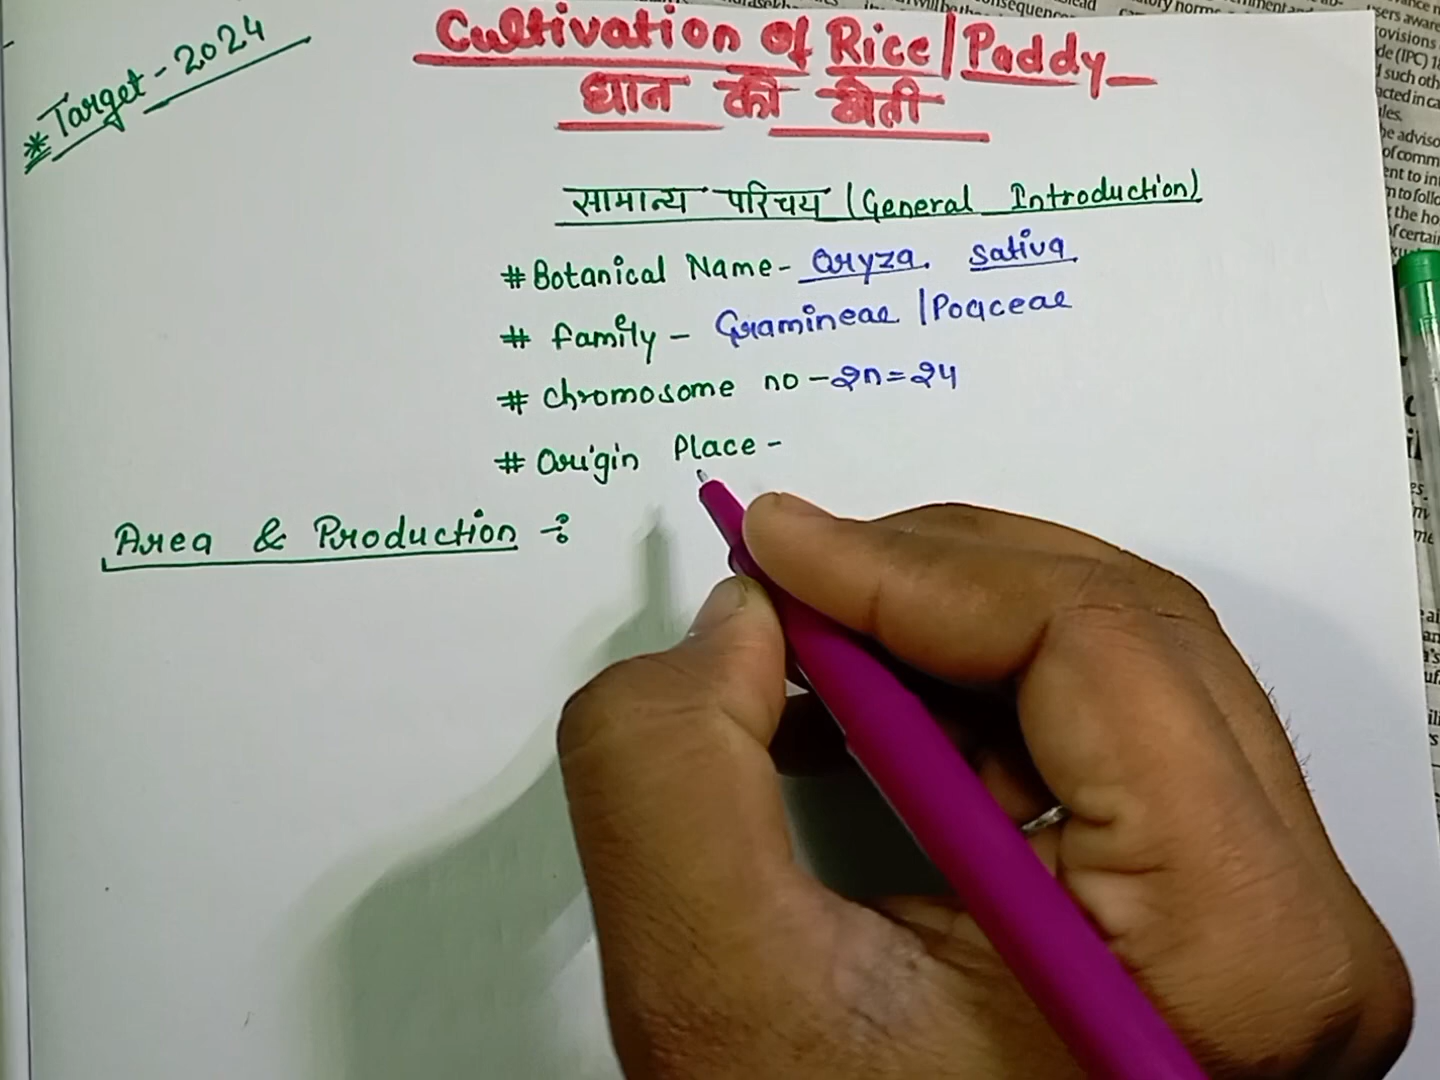 * Target - 2024
Cultivation of Rice/Paddy
धान की खेती
सामान्य परिचय (General Introduction)
# Botanical Name - Oryza sativa
# family - Gramineae / Poaceae
# Chromosome no - 2n = 24
# Origin Place -
Area & Production :